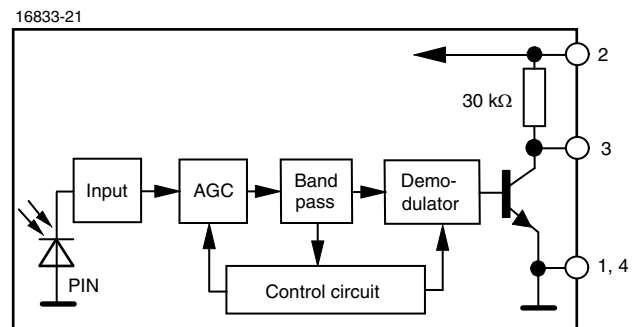 16833-21
2
30 kΩ
3
Input
AGC
Band
pass
Demo-
dulator
1, 4
PIN
Control circuit